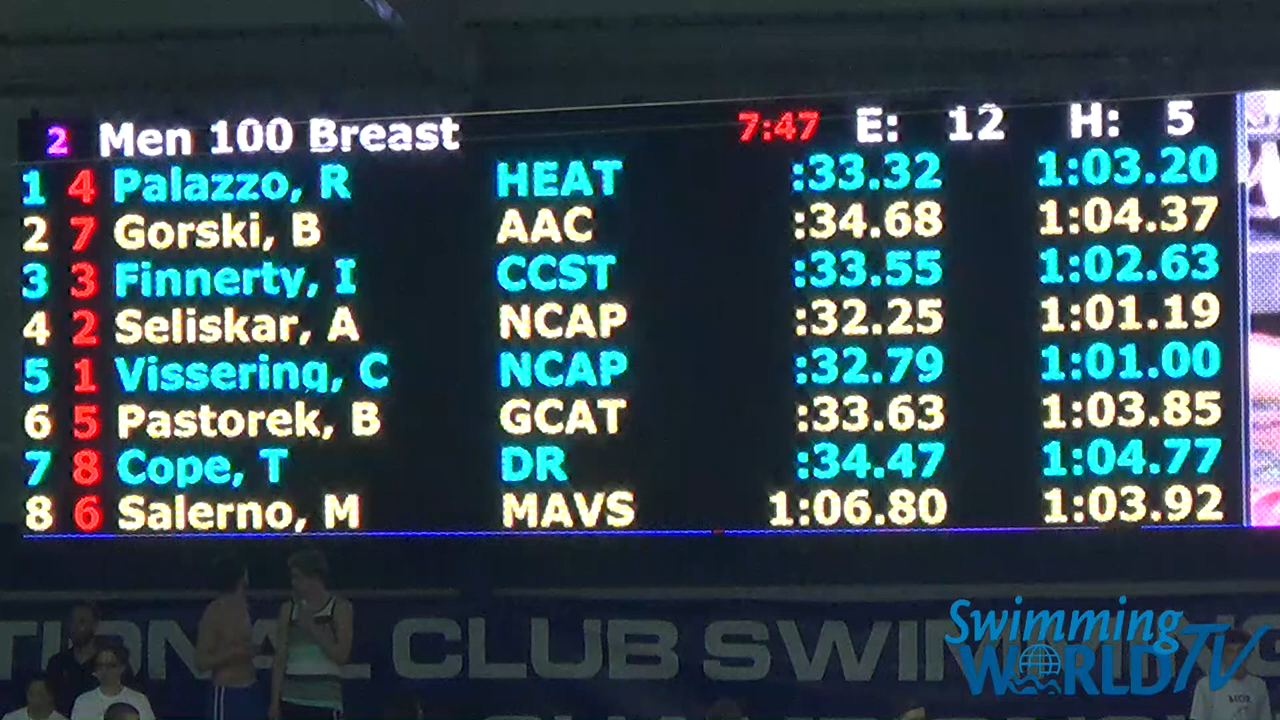 2 Men 100 Breast 7:47 E: 12 H: 5
1 4 Palazzo, R HEAT :33.32 1:03.20
2 7 Gorski, B AAC :34.68 1:04.37
3 3 Finnerty, I CCST :33.55 1:02.63
4 2 Seliskar, A NCAP :32.25 1:01.19
5 1 Vissering, C NCAP :32.79 1:01.00
6 5 Pastorek, B GCAT :33.63 1:03.85
7 8 Cope, T DR :34.47 1:04.77
8 6 Salerno, M MAVS 1:06.80 1:03.92
CLUB
Swimming
WORLD TV